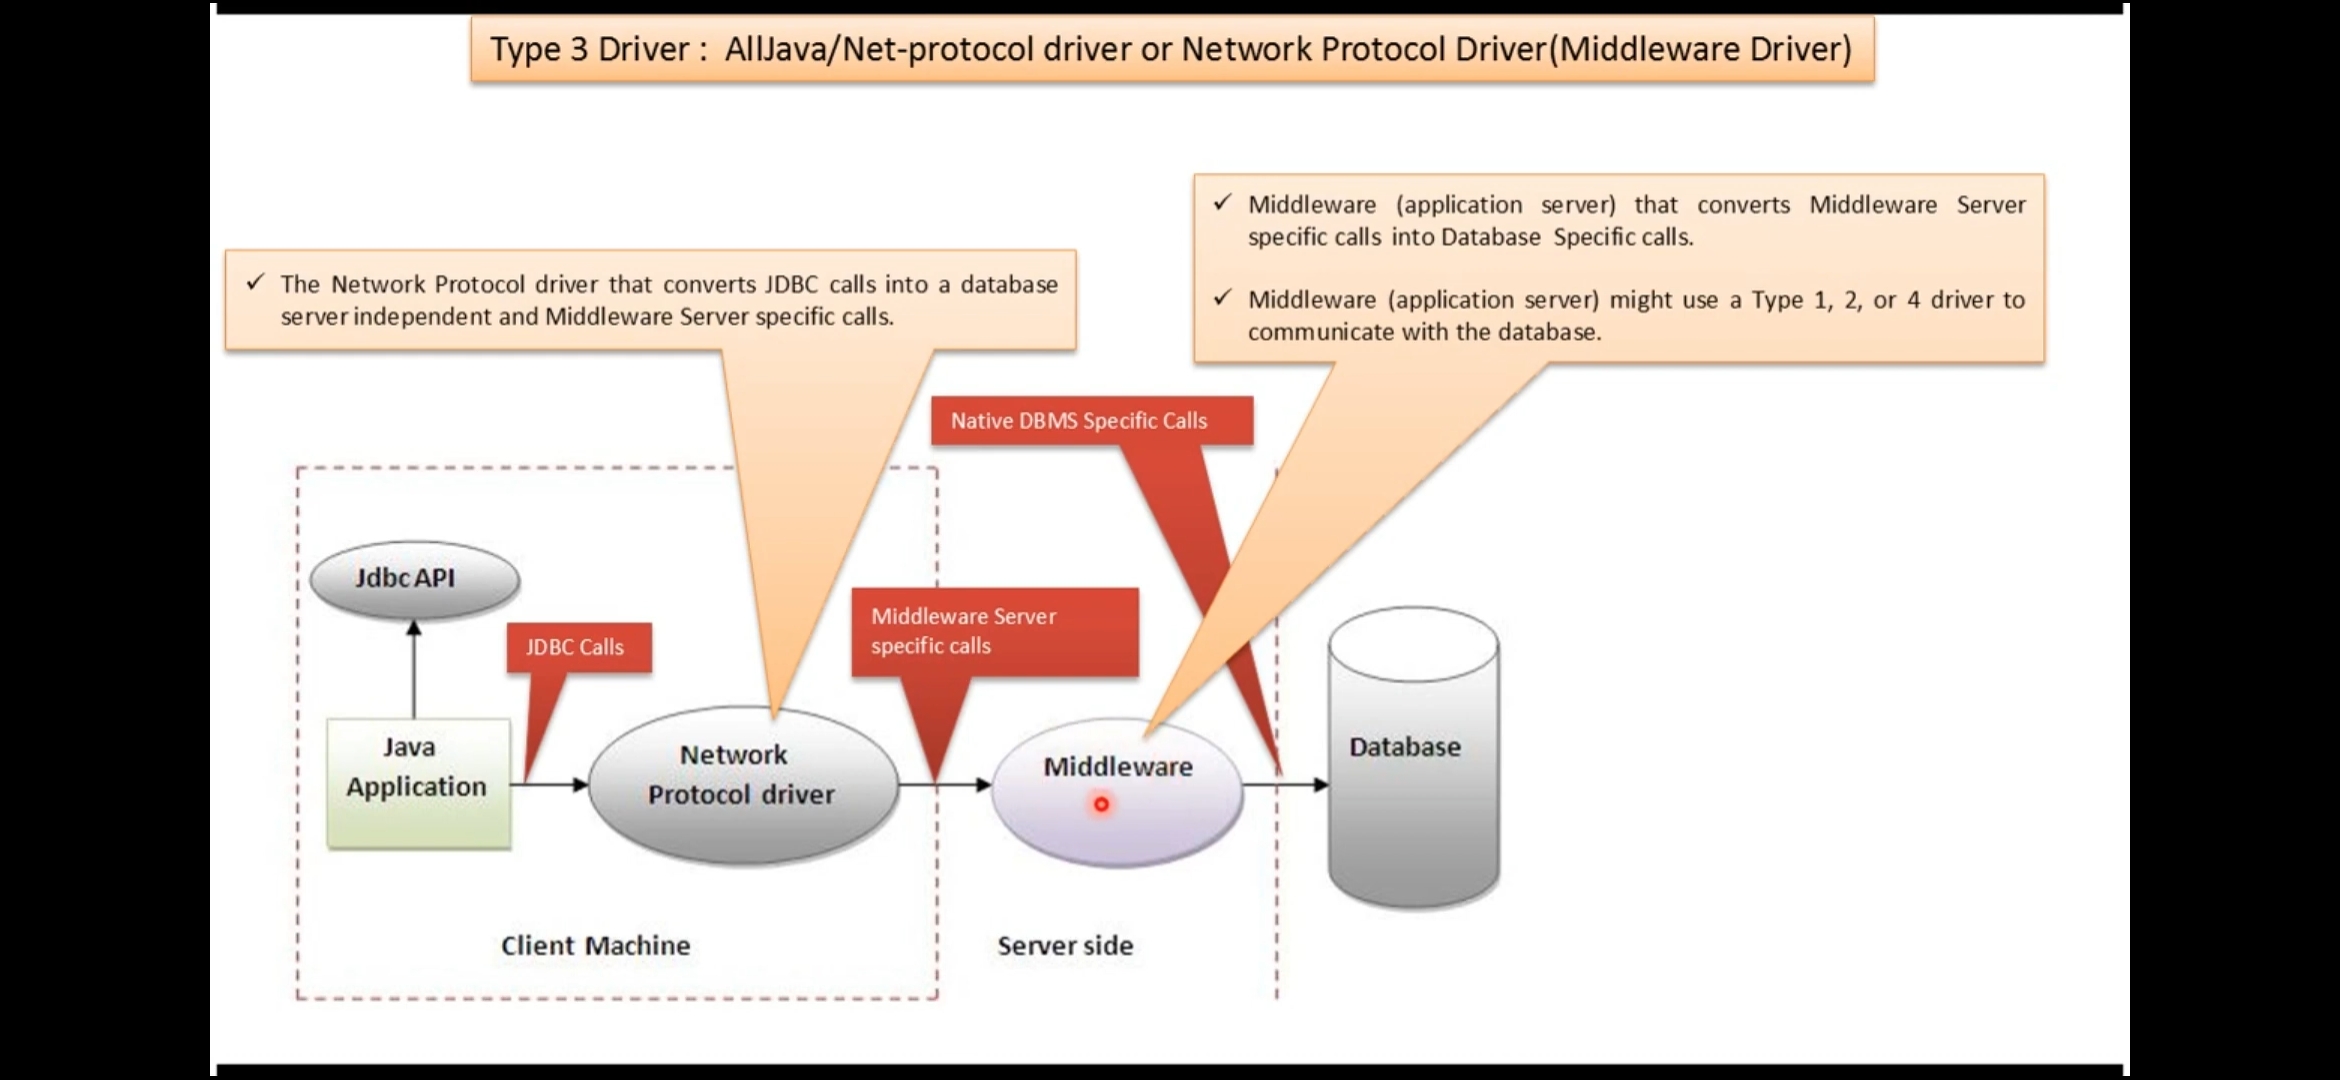 Type 3 Driver : AllJava/Net-protocol driver or Network Protocol Driver(Middleware Driver)
✓ Middleware (application server) that converts Middleware Server
specific calls into Database Specific calls.
✓ Middleware (application server) might use a Type 1, 2, or 4 driver to
communicate with the database.
✓ The Network Protocol driver that converts JDBC calls into a database
server independent and Middleware Server specific calls.
Native DBMS Specific Calls
Jdbc API
JDBC Calls
Middleware Server
specific calls
Java
Application
Network
Protocol driver
Middleware
Database
Client Machine
Server side